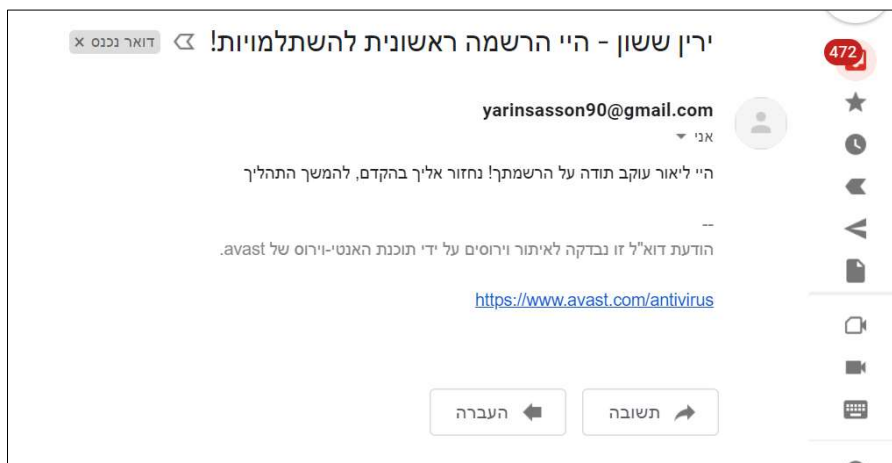 ירין ששון - היי הרשמה ראשונית להשתלמויות!
דואר נכנס ×
472
yarinsasson90@gmail.com
אני
היי ליאור עוקב תודה על הרשמתך! נחזור אליך בהקדם, להמשך התהליך
--
הודעת דוא"ל זו נבדקה לאיתור וירוסים על ידי תוכנת האנטי-וירוס של avast.
https://www.avast.com/antivirus
תשובה
העברה